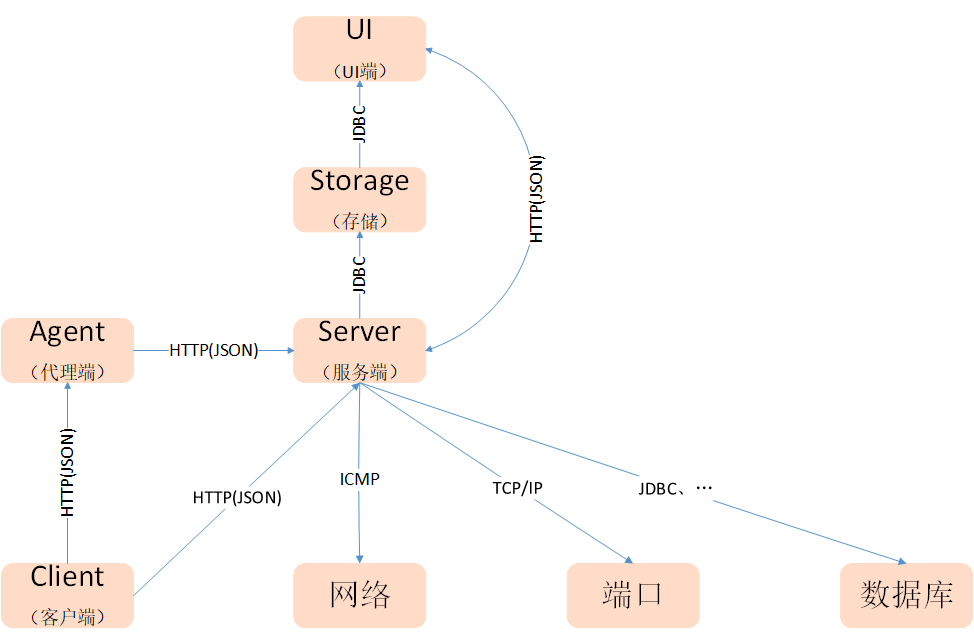 UI
（UI端）
JDBC
HTTP(JSON)
Storage
（存储）
JDBC
Agent
（代理端）
HTTP(JSON)
Server
（服务端）
HTTP(JSON)
HTTP(JSON)
ICMP
TCP/IP
JDBC、…
Client
（客户端）
网络
端口
数据库